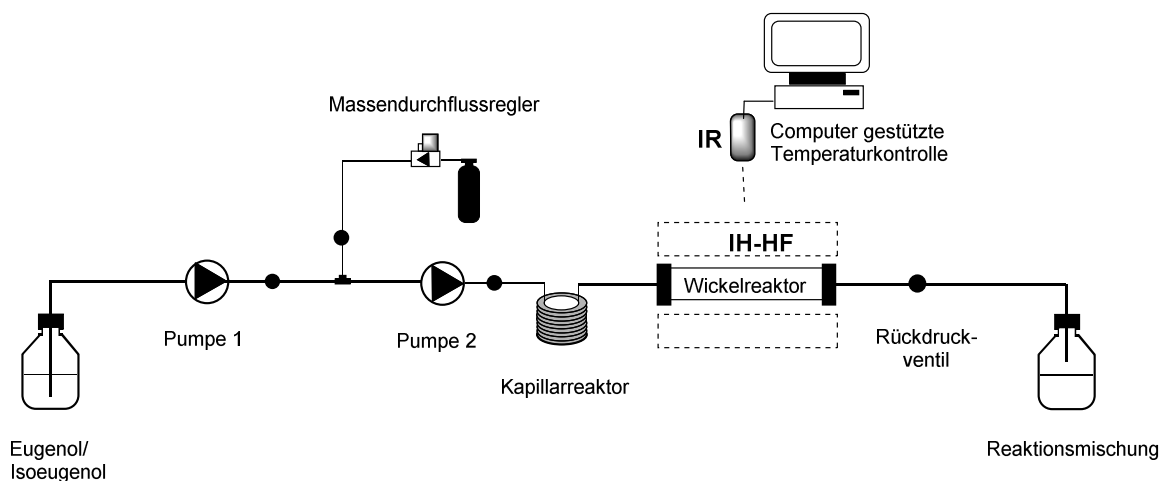 Massendurchflussregler
IR
Computer gestützte
Temperaturkontrolle
IH-HF
Wickelreaktor
Pumpe 1
Pumpe 2
Rückdruck-
ventil
Kapillarreaktor
Eugenol/
Isoeugenol
Reaktionsmischung